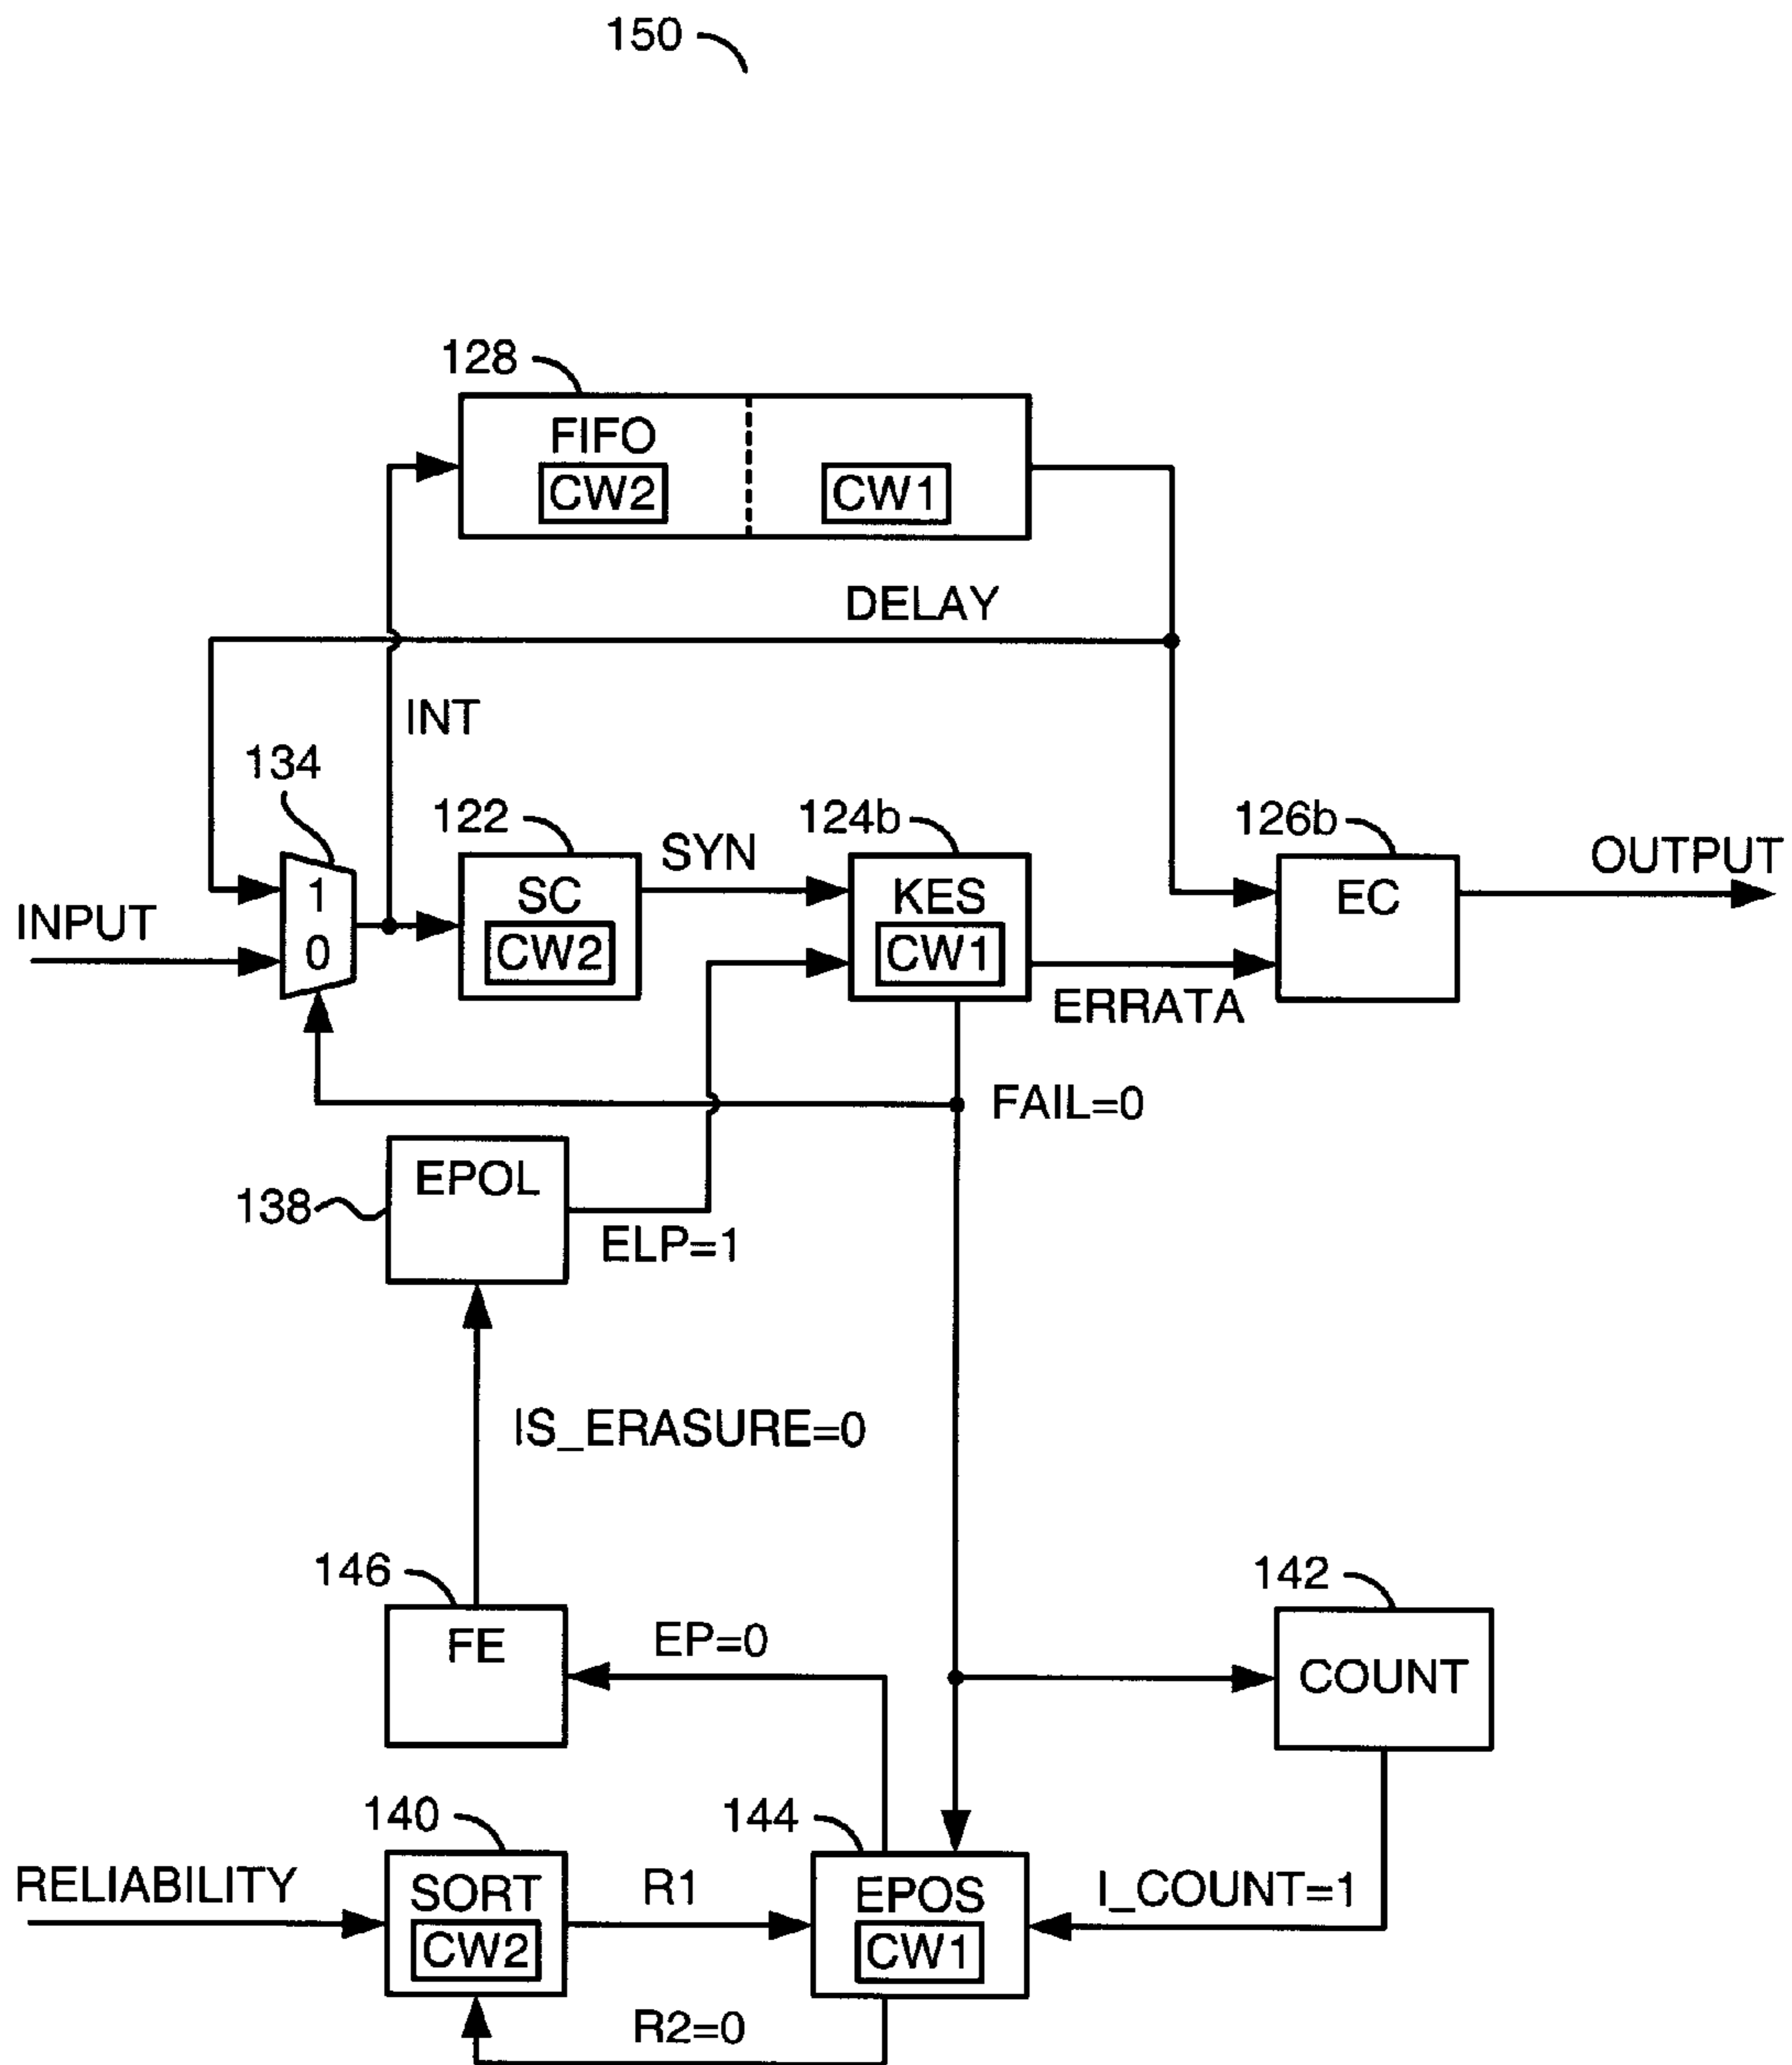 150
128
FIFO
CW2
CW1
DELAY
INT
134
122
124b
126b
SYN
OUTPUT
1
SC
KES
EC
INPUT
0
CW2
CW1
ERRATA
FAIL=0
EPOL
138
ELP=1
IS_ERASURE=0
146
142
FE
EP=0
COUNT
140
144
RELIABILITY
SORT
R1
EPOS
I_COUNT=1
CW2
CW1
R2=0